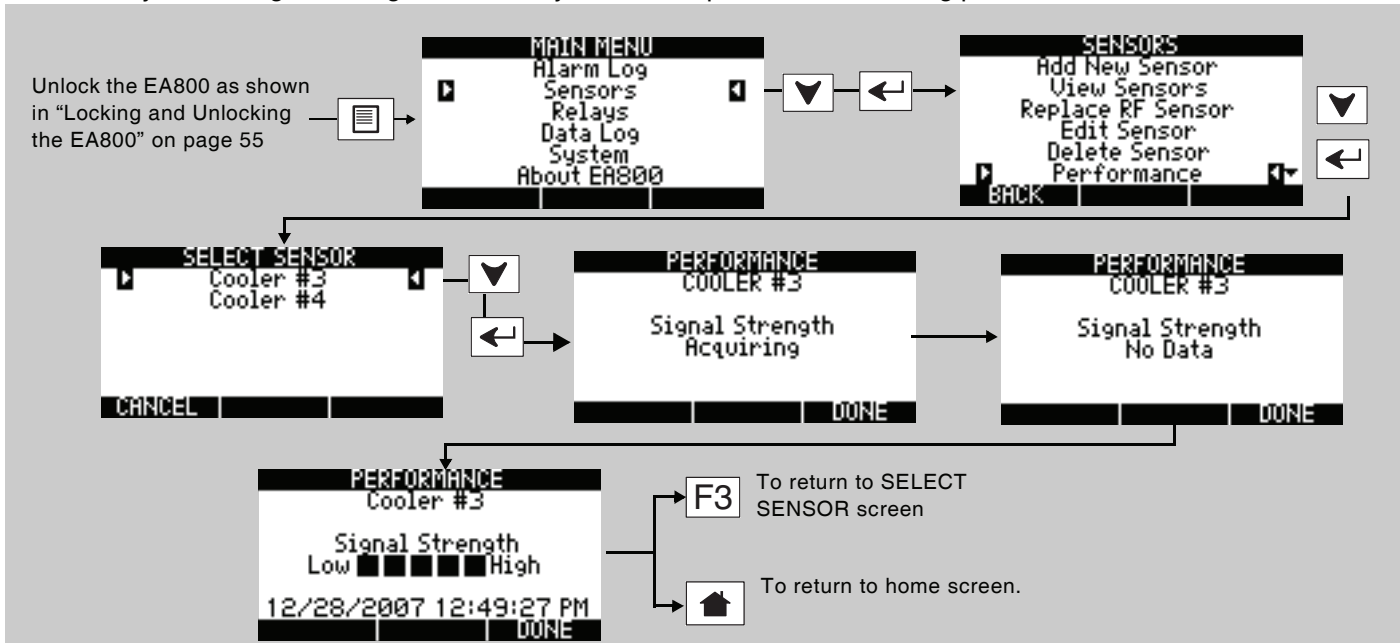 Unlock the EA800 as shown
in “Locking and Unlocking
the EA800” on page 55
MAIN MENU
Alarm Log
Sensors
Relays
Data Log
System
About EA800
SENSORS
Add New Sensor
View Sensors
Replace RF Sensor
Edit Sensor
Delete Sensor
Performance
BACK
SELECT SENSOR
Cooler #3
Cooler #4
CANCEL
PERFORMANCE
COOLER #3
Signal Strength
Acquiring
DONE
PERFORMANCE
COOLER #3
Signal Strength
No Data
DONE
PERFORMANCE
Cooler #3
Signal Strength
Low High
12/28/2007 12:49:27 PM
DONE
F3
To return to SELECT
SENSOR screen
To return to home screen.